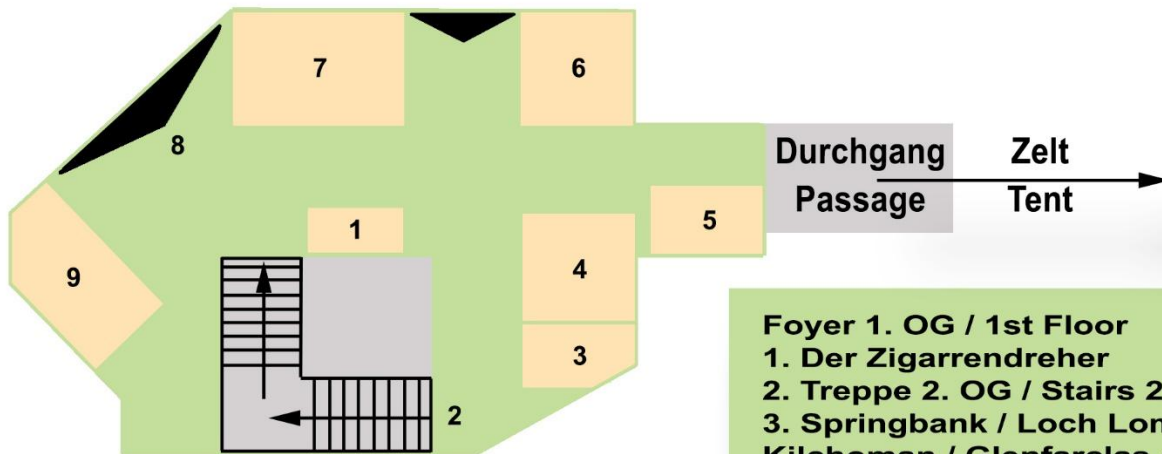 7
6
8
Durchgang Zelt
Passage Tent
1
5
9
4
3
2
Foyer 1. OG / 1st Floor
1. Der Zigarrendreher
2. Treppe 2. OG / Stairs 2
3. Springbank / Loch Lon